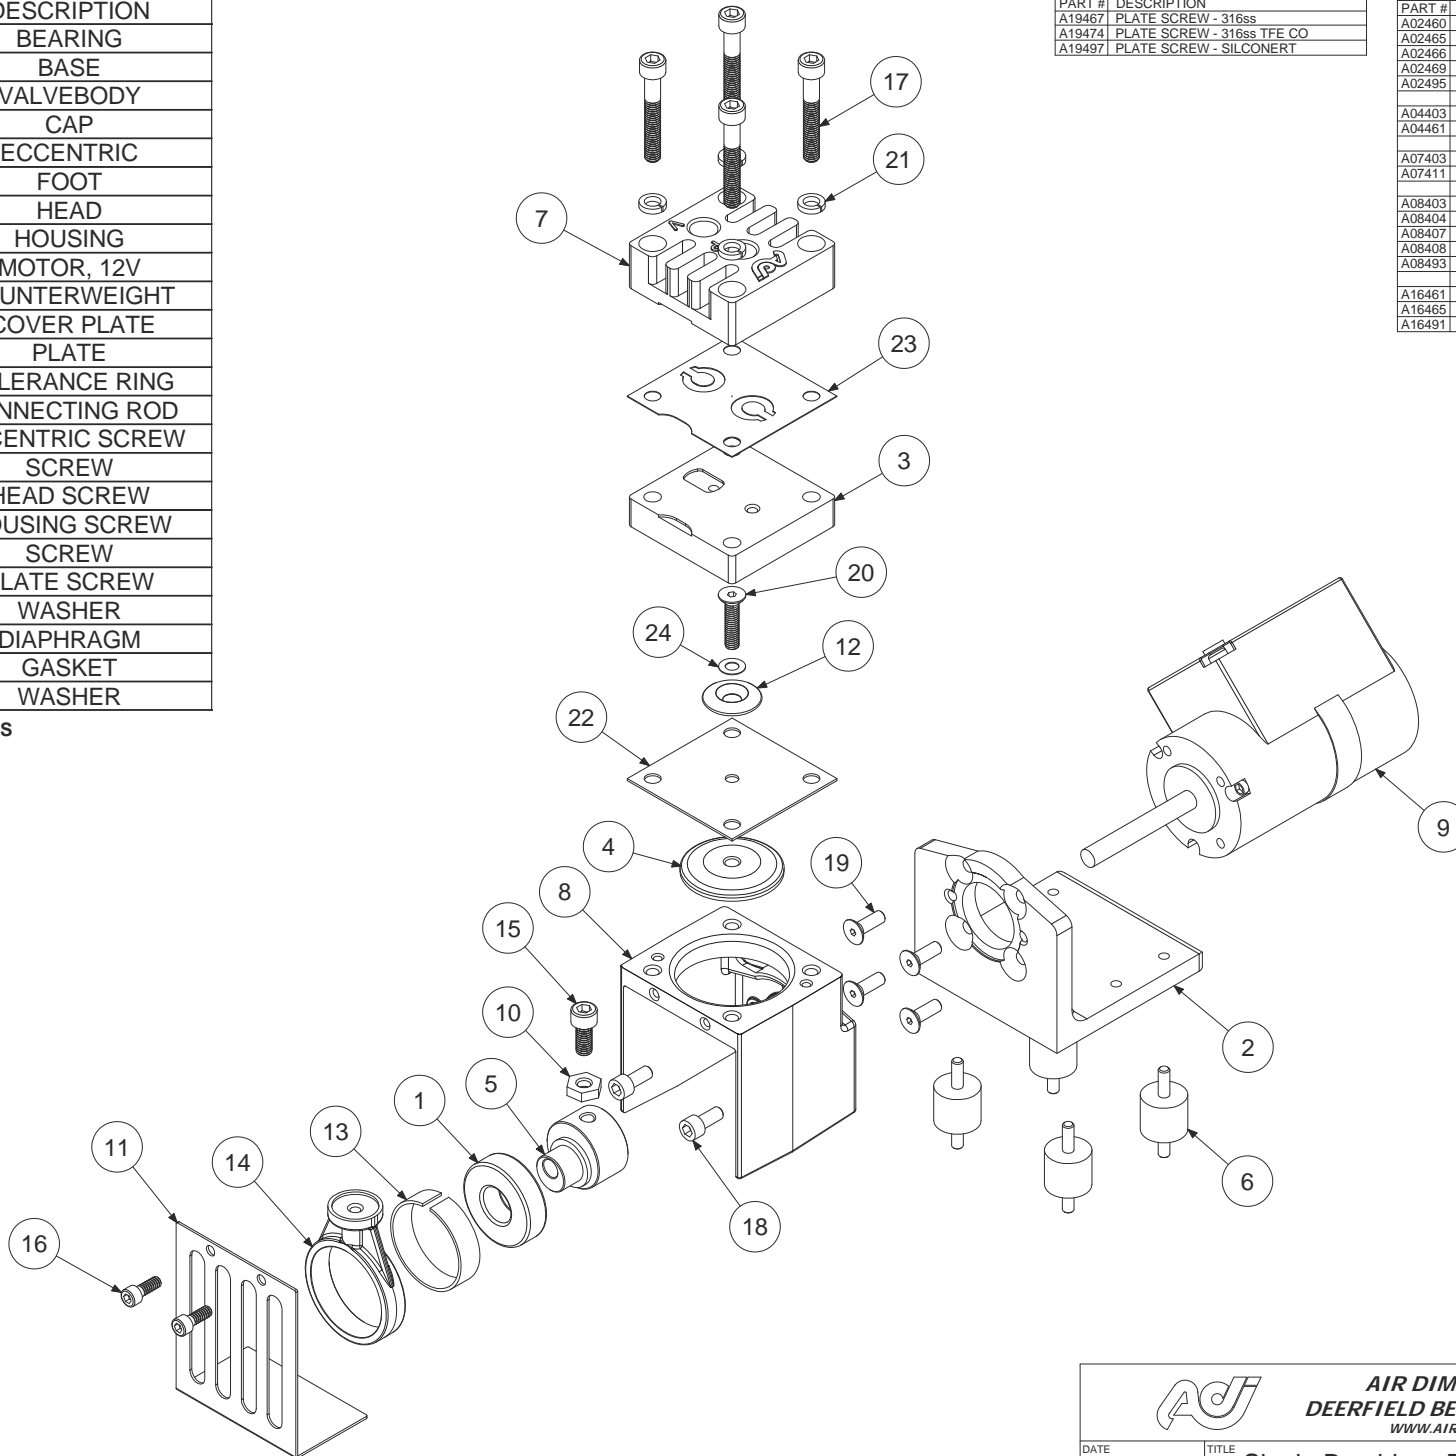 DESCRIPTION
BEARING
BASE
VALVEBODY
CAP
ECCENTRIC
FOOT
HEAD
HOUSING
MOTOR, 12V
UNTERWEIGHT
COVER PLATE
PLATE
LERANCE RING
NNECTING ROD
CENTRIC SCREW
SCREW
HEAD SCREW
OUSING SCREW
SCREW
LATE SCREW
WASHER
DIAPHRAGM
GASKET
WASHER
S
PART # DESCRIPTION
A19467 PLATE SCREW - 316ss
A19474 PLATE SCREW - 316ss TFE CO
A19497 PLATE SCREW - SILCONERT
PART #
A02460
A02465
A02466
A02469
A02495
A04403
A04461
A07403
A07411
A08403
A08404
A08407
A08408
A08493
A16461
A16465
A16491
17
21
7
23
3
20
24
12
22
9
4
19
8
15
10
2
5
1
6
13
11
14
18
16
V
ADI
ADI
AIR DIM
DEERFIELD BE
WWW.AIR
DATE
TITLE